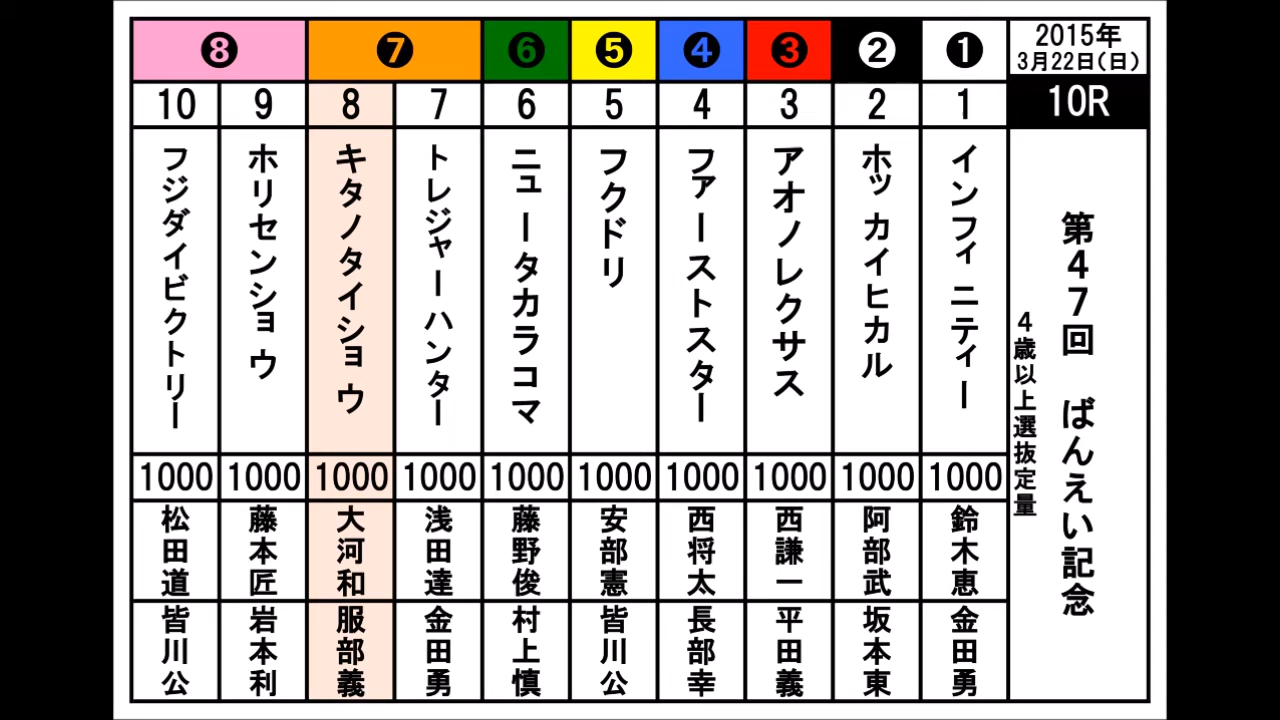 2015年
3月22日(日)
10R
第47回 ばんえい記念
4歳以上選抜定量
1
1
インフィニティー
1000
鈴木恵
金田勇
2
2
ホッカイヒカル
1000
阿部武
坂本東
3
3
アオノレクサス
1000
西謙一
平田義
4
4
ファーストスター
1000
西将太
長部幸
5
5
フクドリ
1000
安部憲
皆川公
6
6
ニュータカラコマ
1000
藤野俊
村上慎
7
7
トレジャーハンター
1000
浅田達
金田勇
8
キタノタイショウ
1000
大河和
服部義
8
9
ホリセンショウ
1000
藤本匠
岩本利
10
フジダイビクトリー
1000
松田道
皆川公